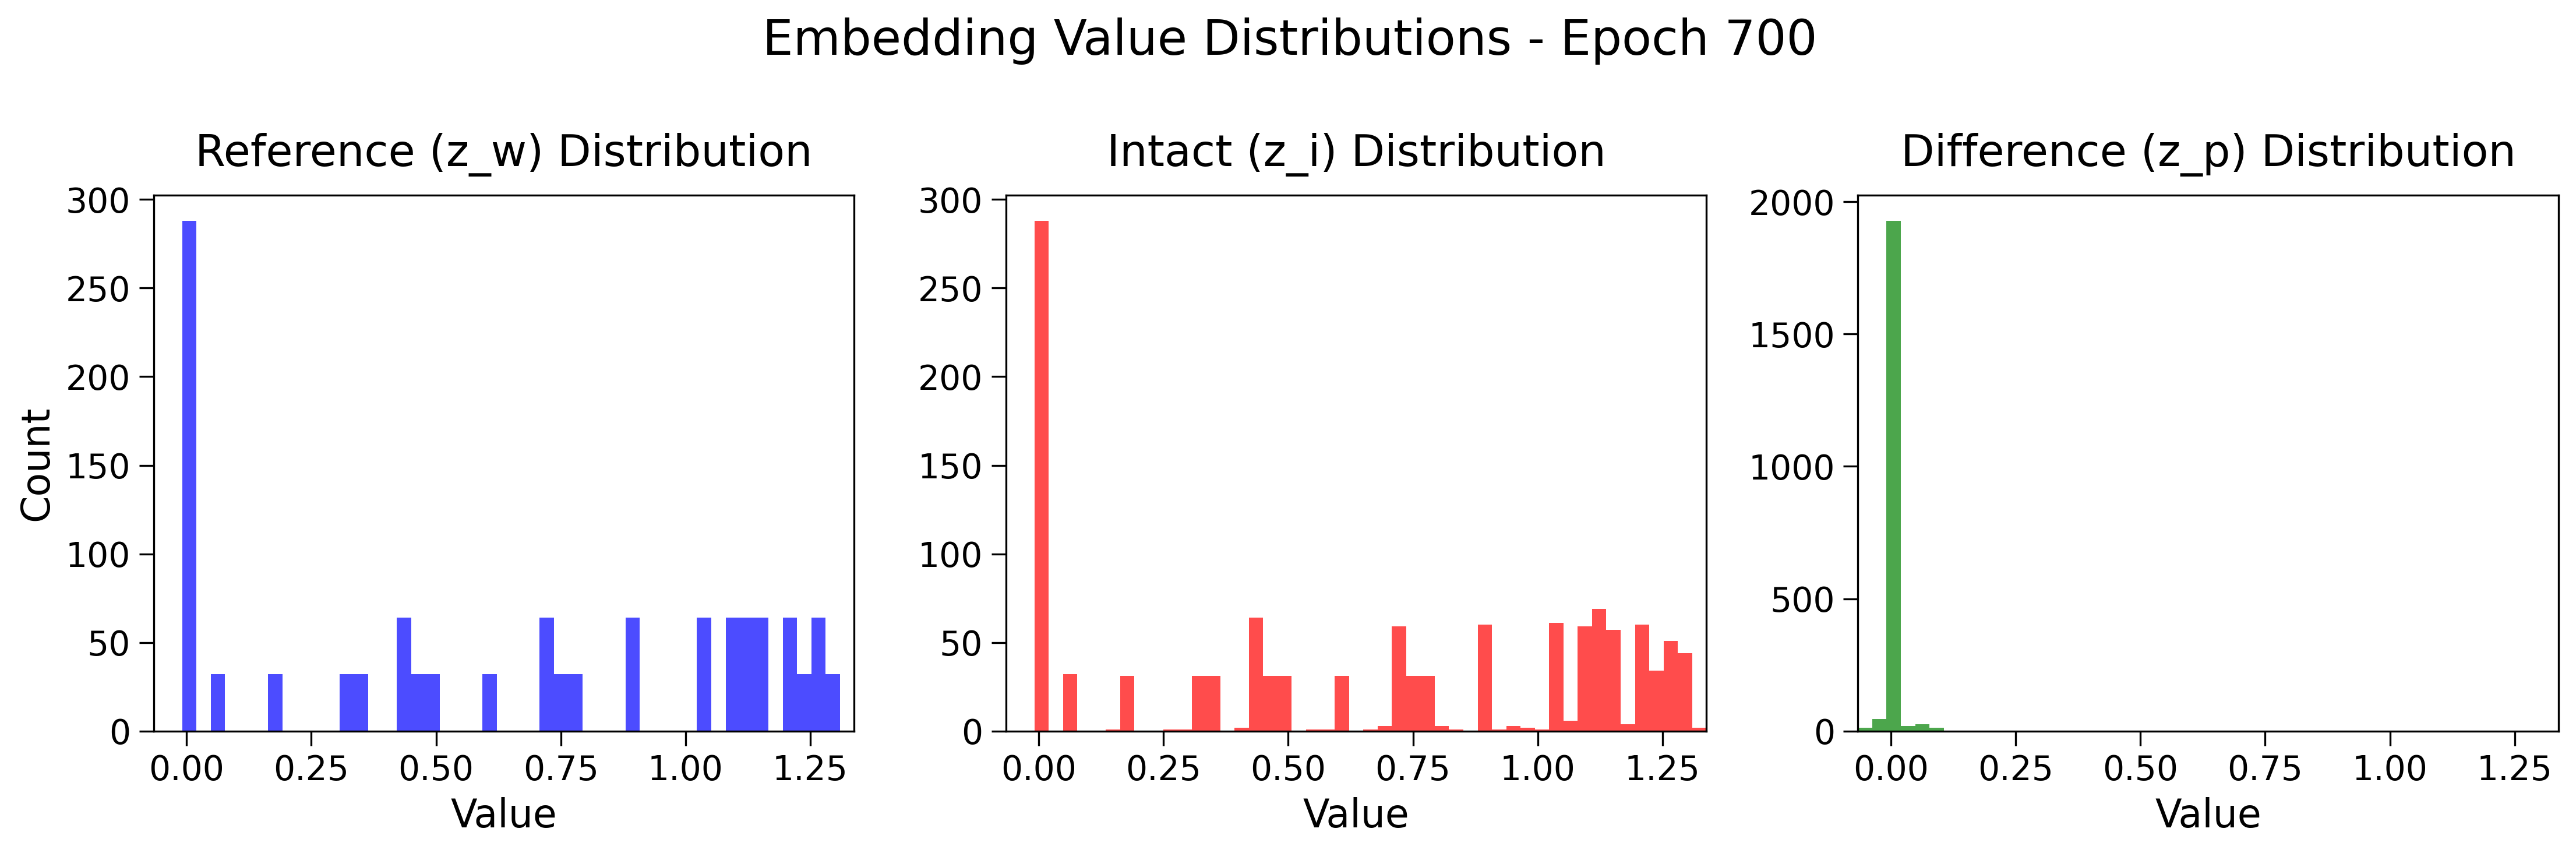 Embedding Value Distributions - Epoch 700
Reference (z_w) Distribution
Intact (z_i) Distribution
Difference (z_p) Distribution
300
250
200
150
100
50
0
Count
0.00 0.25 0.50 0.75 1.00 1.25
Value
300
250
200
150
100
50
0
0.00 0.25 0.50 0.75 1.00 1.25
Value
2000
1500
1000
500
0
0.00 0.25 0.50 0.75 1.00 1.25
Value